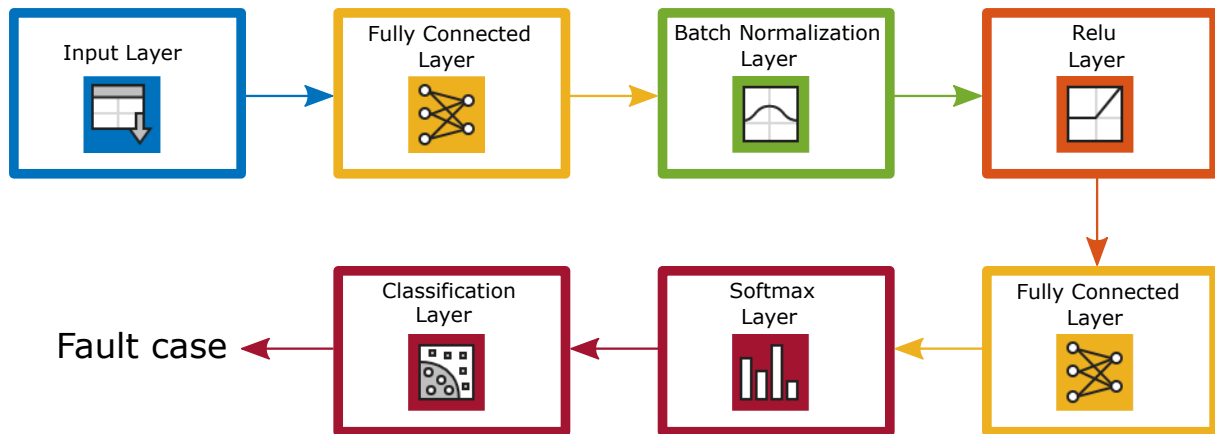 Input Layer
Fully Connected
Layer
Batch Normalization
Layer
Relu
Layer
Fully Connected
Layer
Softmax
Layer
Classification
Layer
Fault case